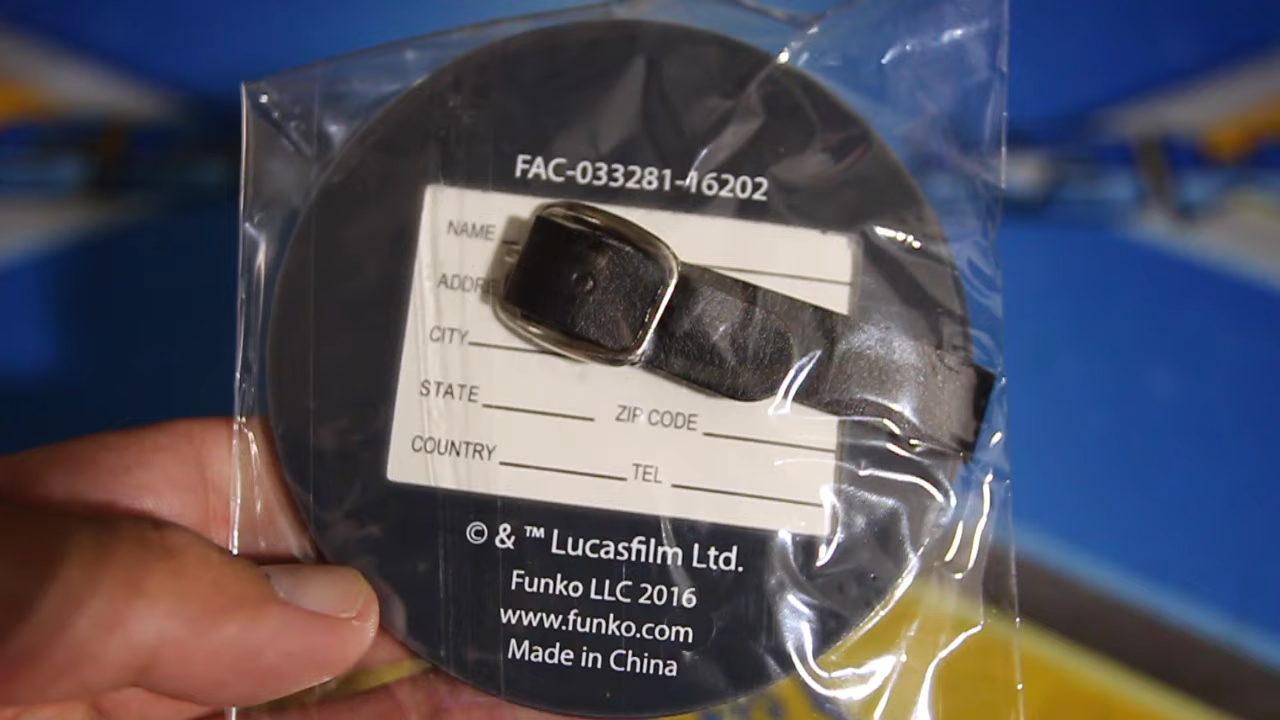 FAC-033281-16202
NAME
ADDRE
CITY
STATE ZIP CODE
COUNTRY TEL
© & ™ Lucasfilm Ltd.
Funko LLC 2016
www.funko.com
Made in China